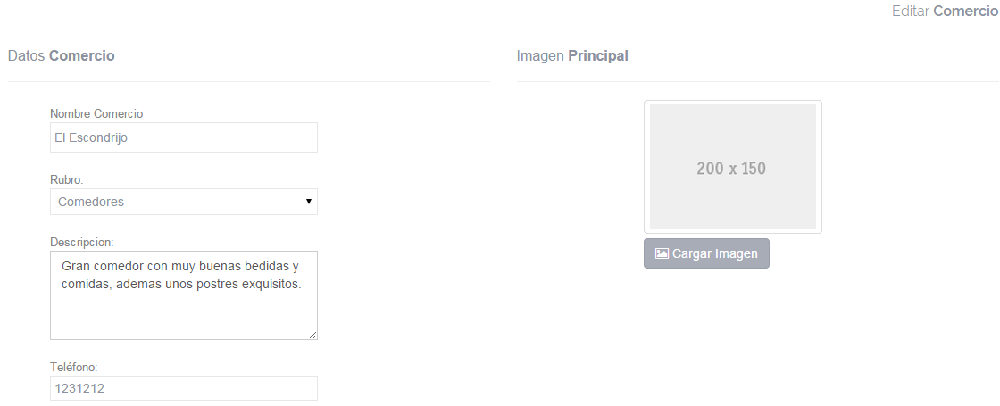 Editar Comercio
Datos Comercio
Nombre Comercio
El Escondrijo
Rubro:
Comedores
Descripcion:
Gran comedor con muy buenas bedidas y
comidas, ademas unos postres exquisitos.
Teléfono:
1231212
Imagen Principal
200 x 150
Cargar Imagen